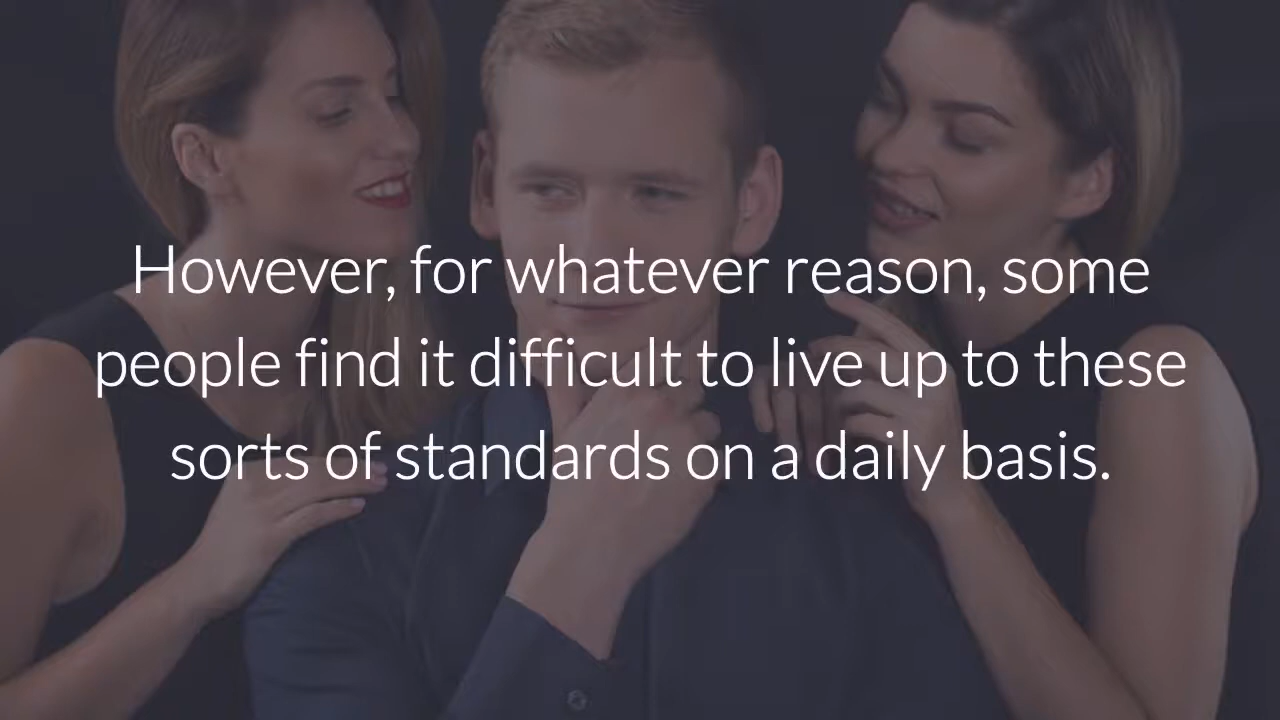 However, for whatever reason, some
people find it difficult to live up to these
sorts of standards on a daily basis.